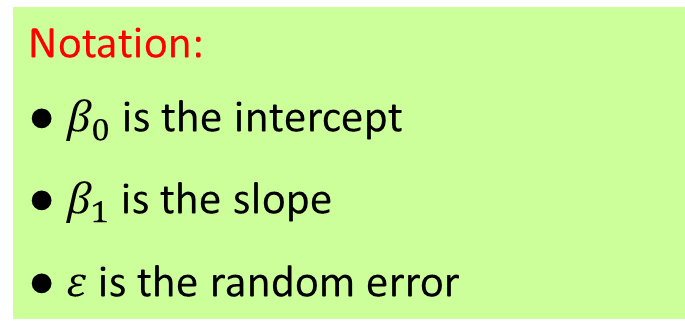 Notation:
● β₀ is the intercept
● β₁ is the slope
● ε is the random error